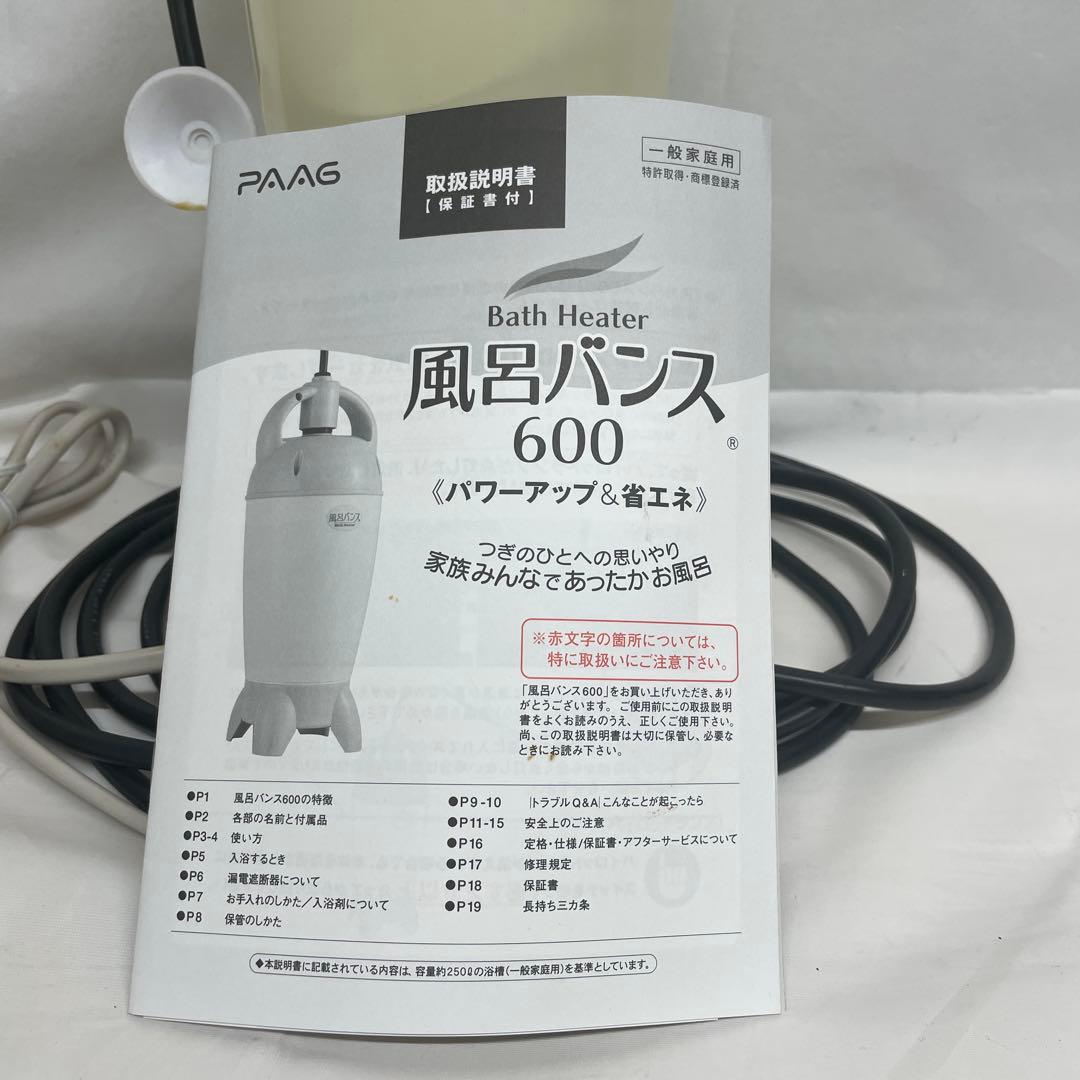 PAAG
取扱説明書
【保証書付】
一般家庭用
特許取得・商標登録済
Bath Heater
風呂バンス
600
®
《パワーアップ&省エネ》
つぎのひとへの思いやり
家族みんなであったかお風呂
風呂バンス
Bath Heater
※赤文字の箇所については、
特に取扱いにご注意下さい。
「風呂バンス600」をお買い上げいただき、あり
がとうございます。ご使用前にこの取扱説明
書をよくお読みのうえ、正しくご使用下さい。
尚、この取扱説明書は大切に保管し、必要な
ときにお読み下さい。
●P1 風呂バンス600の特徴
●P2 各部の名前と付属品
●P3-4 使い方
●P5 入浴するとき
●P6 漏電遮断器について
●P7 お手入れのしかた/入浴剤について
●P8 保管のしかた
●P9-10 |トラブルQ&A|こんなことが起こったら
●P11-15 安全上のご注意
●P16 定格・仕様/保証書・アフターサービスについて
●P17 修理規定
●P18 保証書
●P19 長持ち三カ条
◆本説明書に記載されている内容は、容量約250ℓの浴槽(一般家庭用)を基準としています。